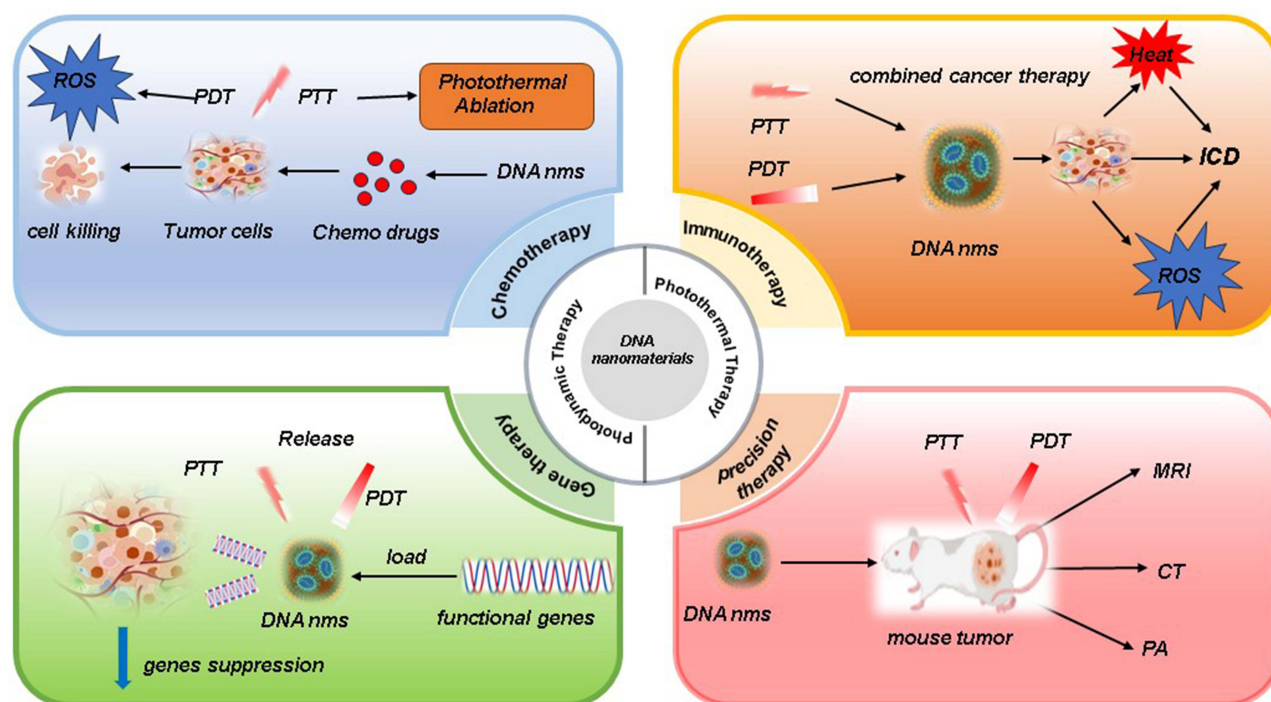 ROS
PDT
PTT
Photothermal
Ablation
DNA nms
cell killing
Tumor cells
Chemo drugs
Chemotherapy
combined cancer therapy
Heat
PTT
PDT
ICD
DNA nms
ROS
Immunotherapy
Photodynamic Therapy
Photothermal Therapy
DNA
nanomaterials
Release
PTT
PDT
load
DNA nms
functional genes
genes suppression
Gene therapy
precision
therapy
PTT
PDT
MRI
CT
PA
DNA nms
mouse tumor